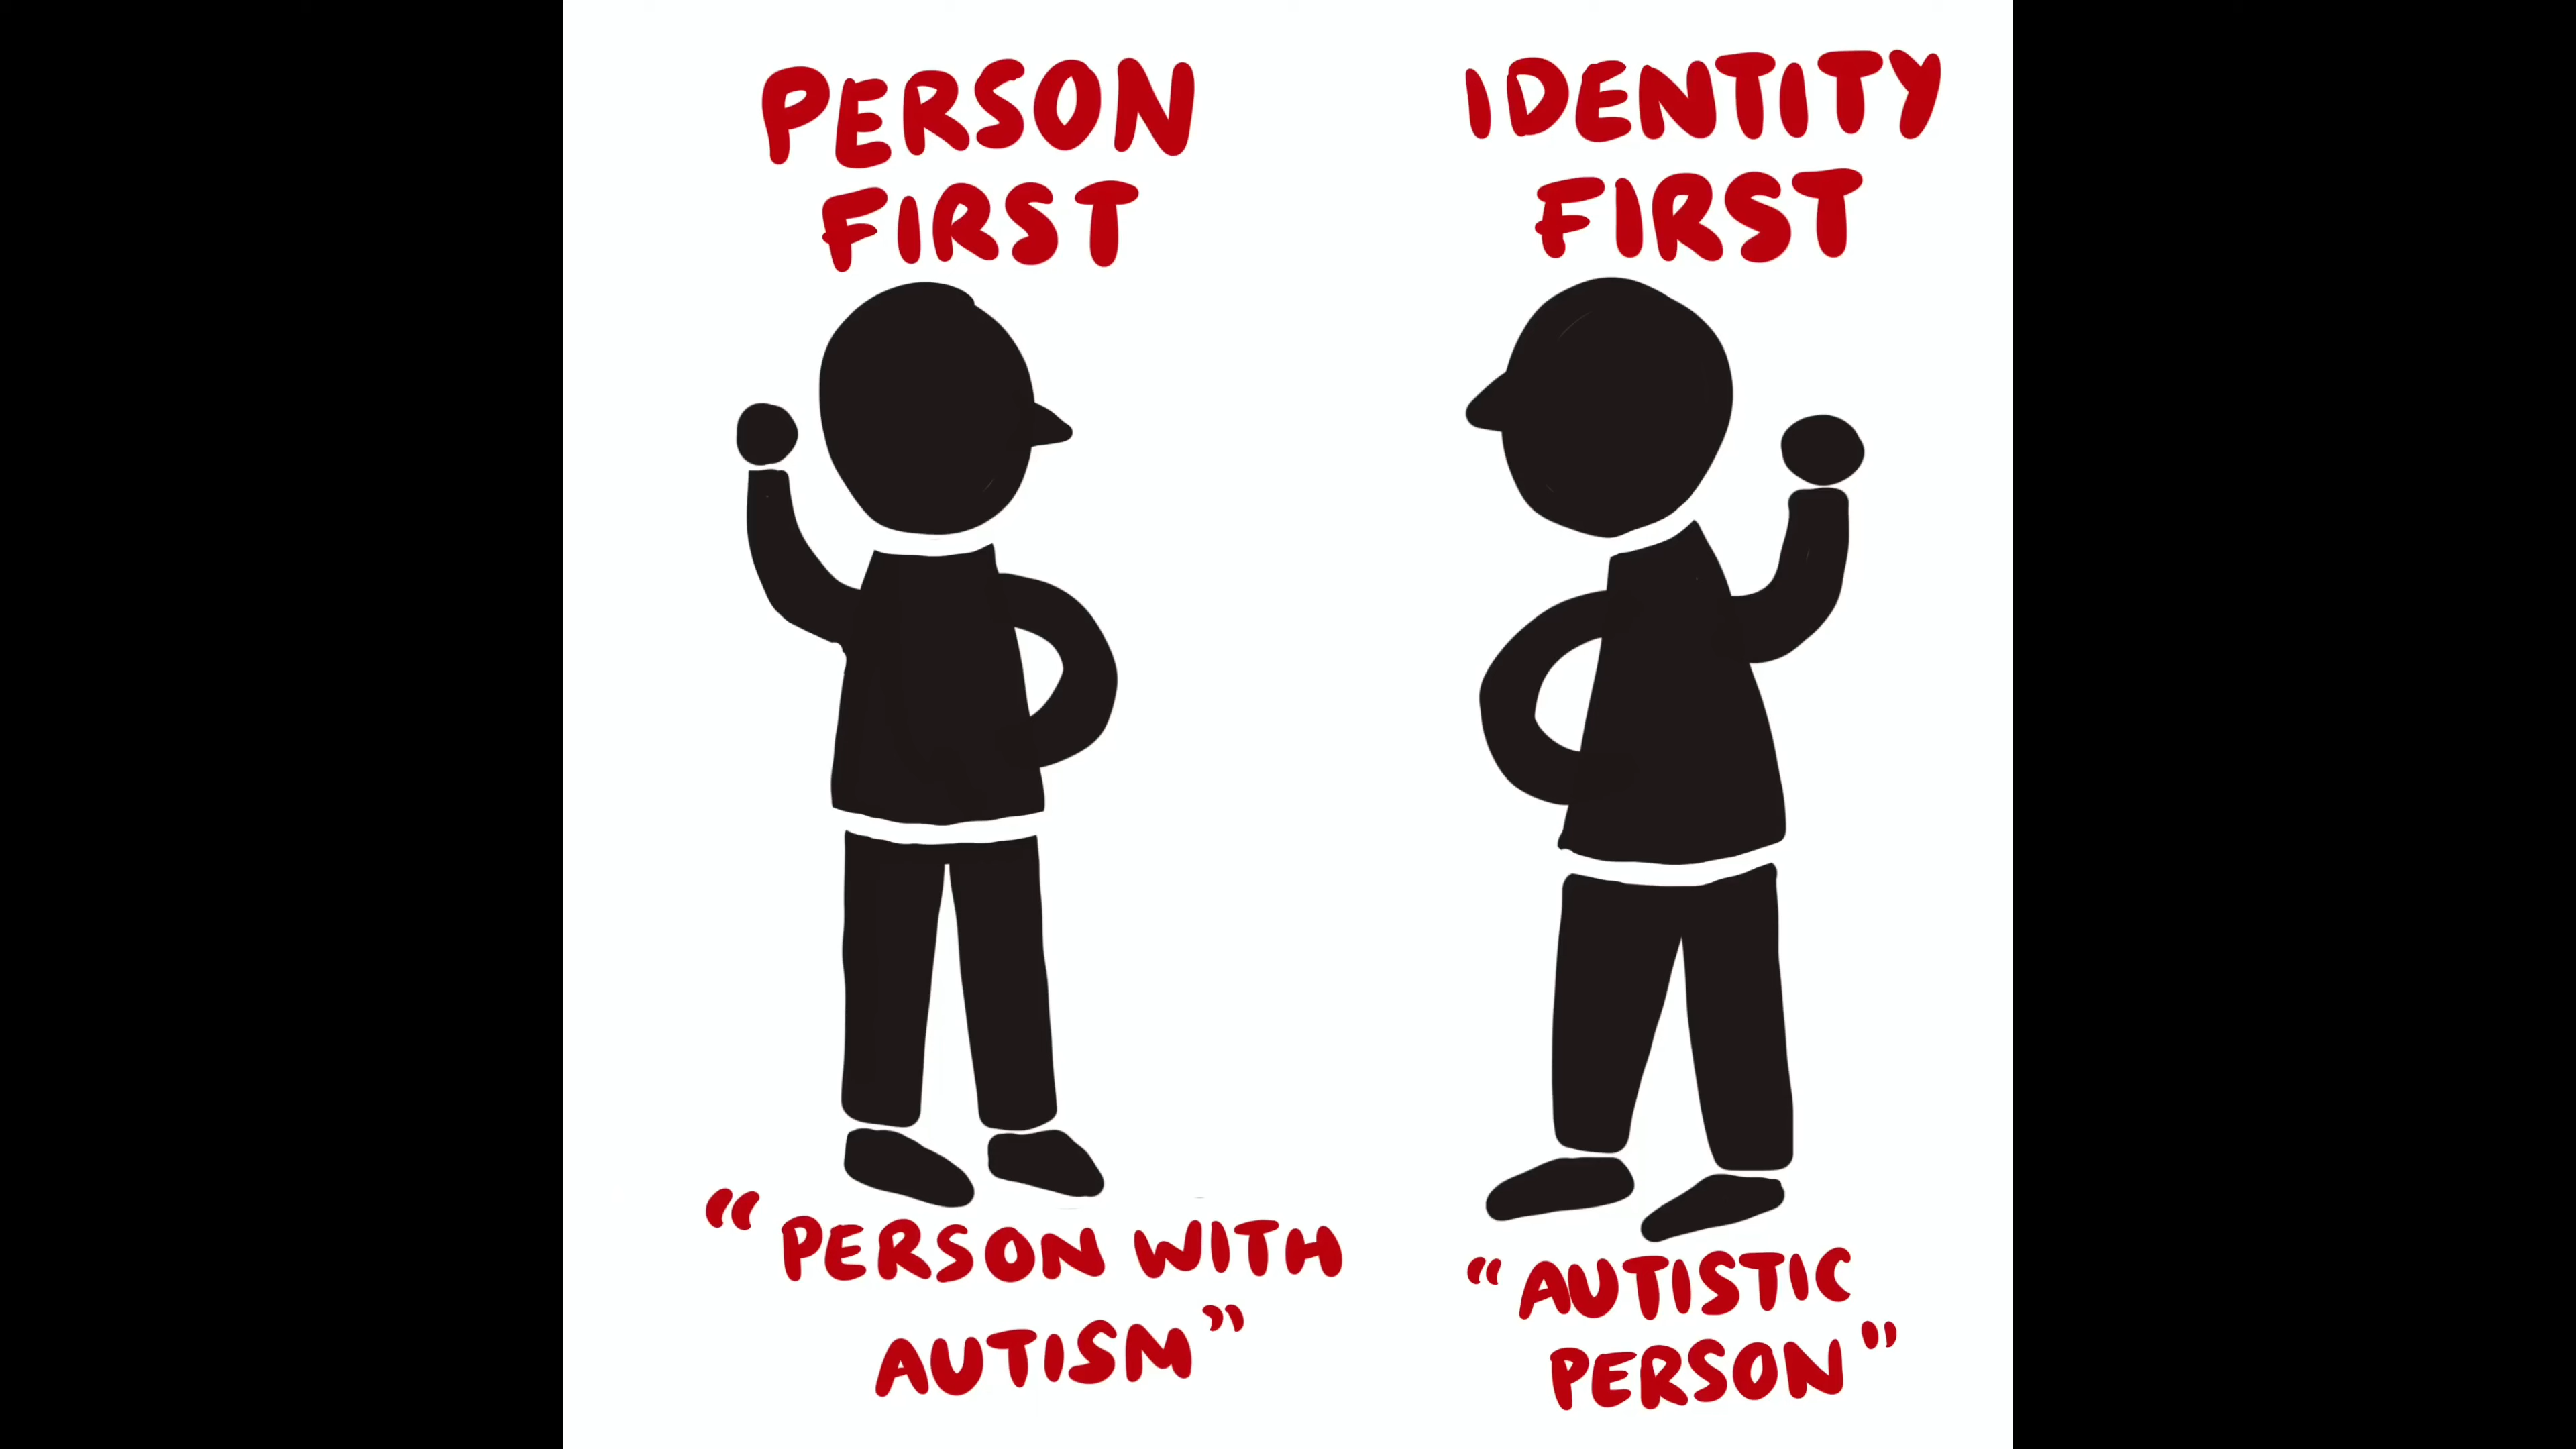 PERSON
FIRST
“PERSON WITH
AUTISM”
IDENTITY
FIRST
“AUTISTIC
PERSON”